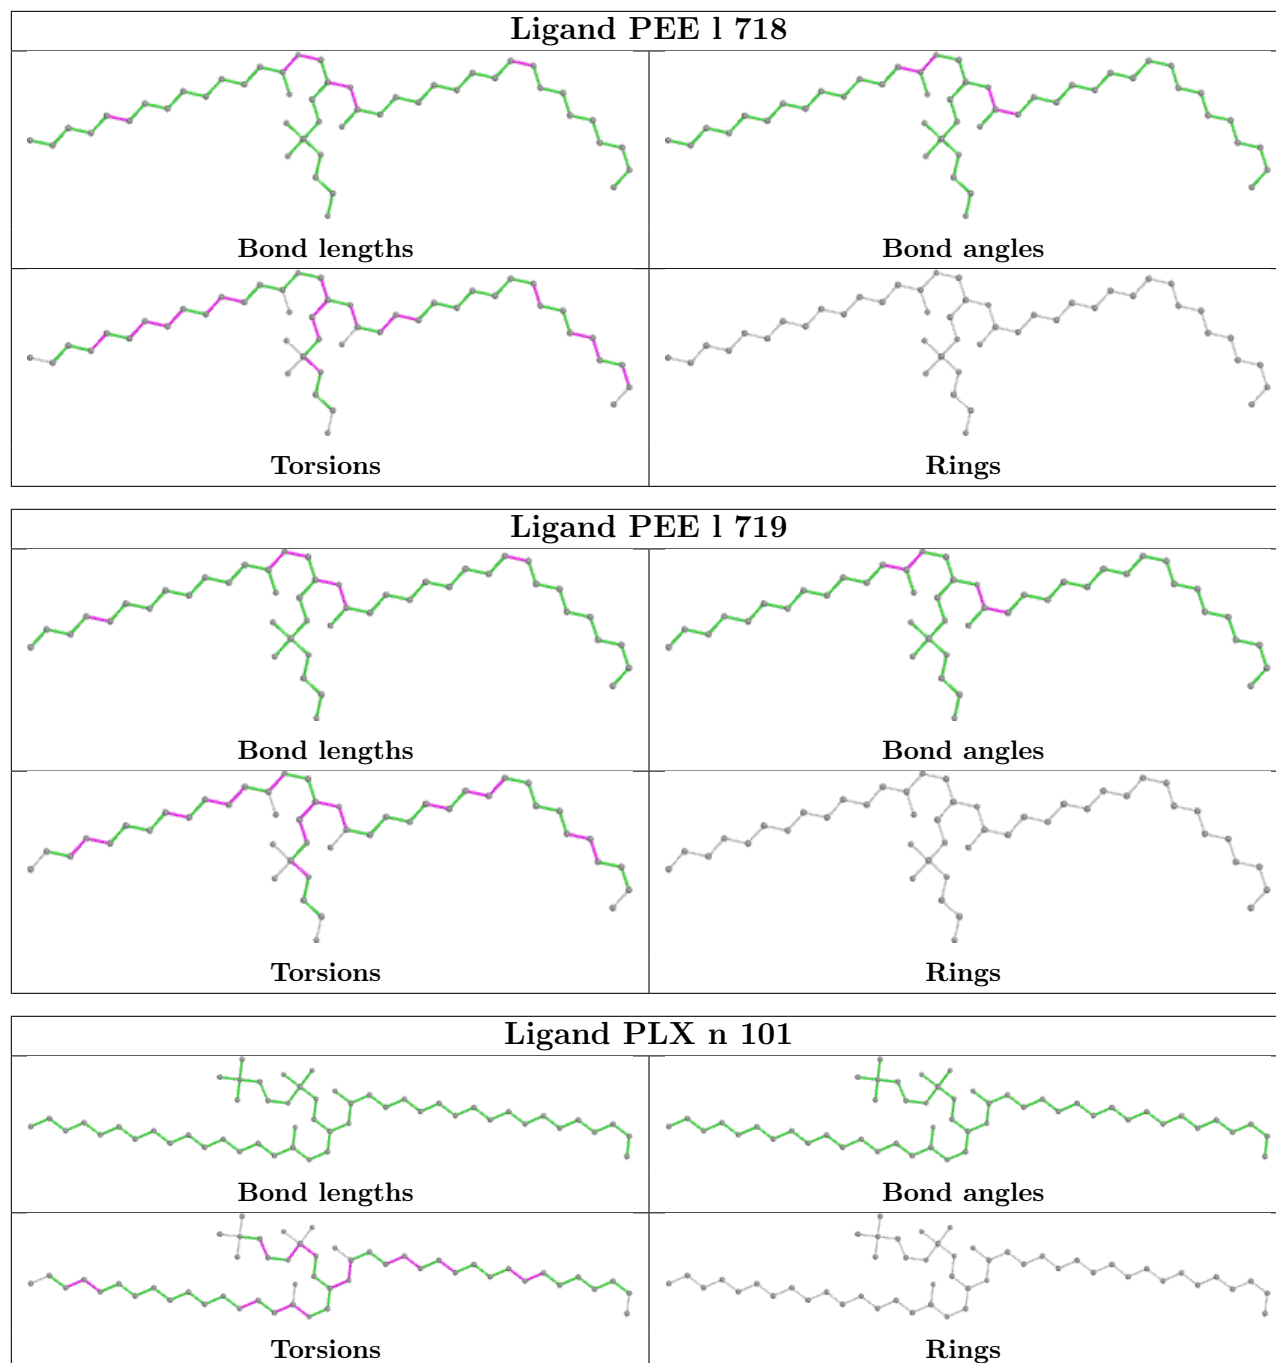 Ligand PEE l 718
Bond lengths
Bond angles
Torsions
Rings
Ligand PEE l 719
Bond lengths
Bond angles
Torsions
Rings
Ligand PLX n 101
Bond lengths
Bond angles
Torsions
Rings